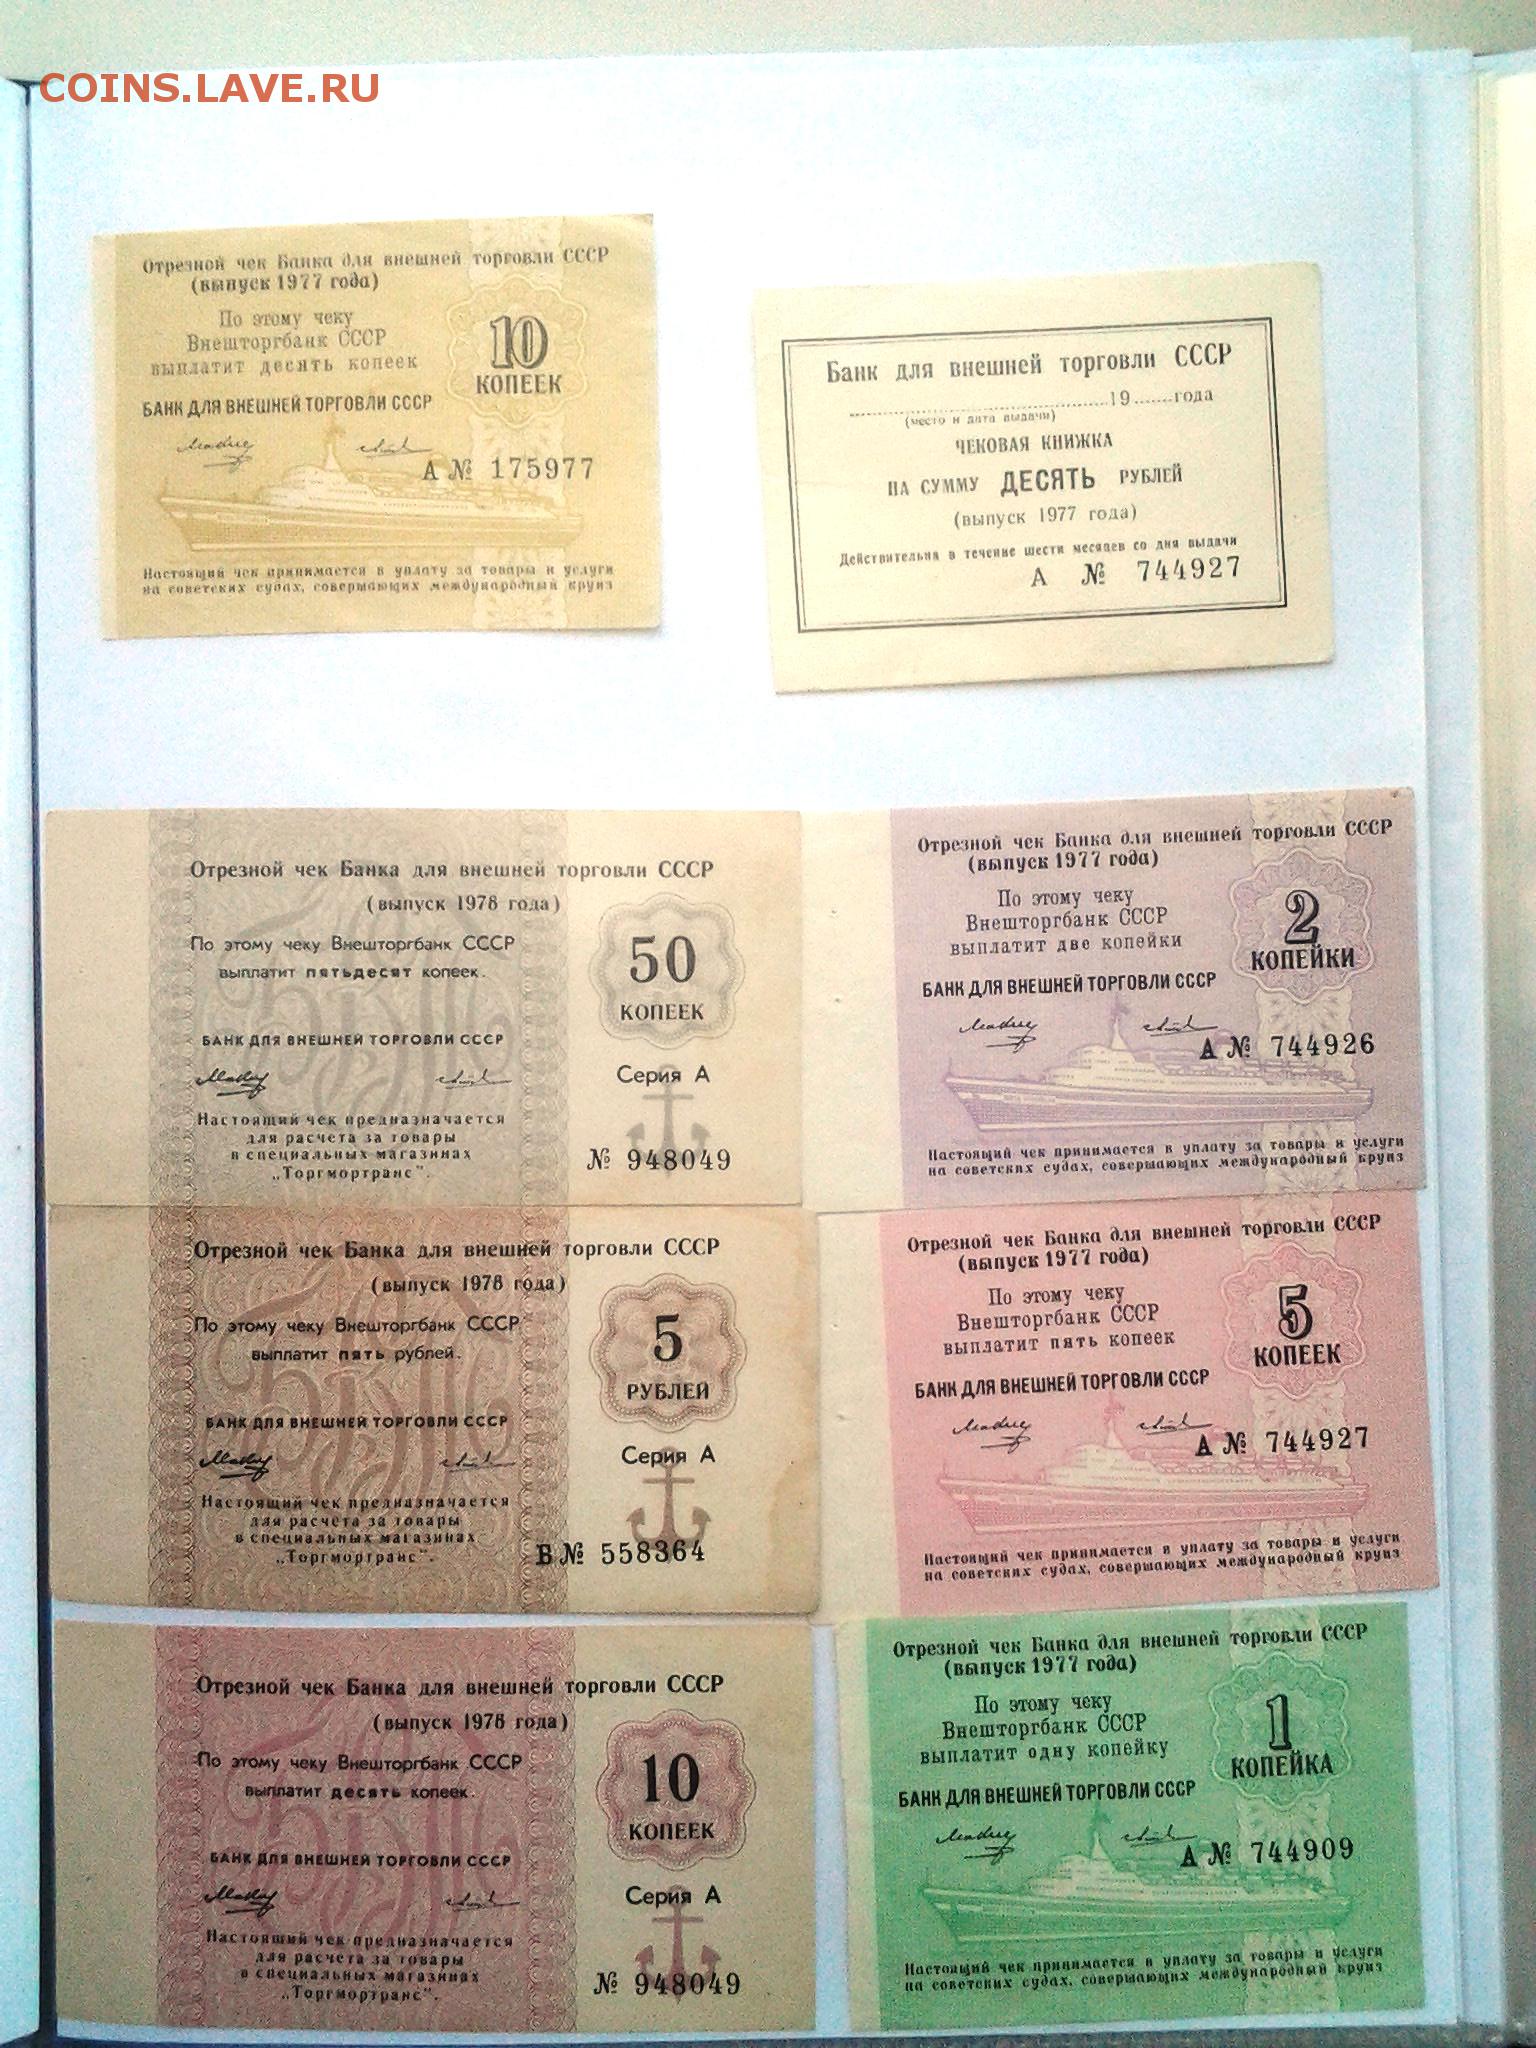 COINS.LAVE.RU
Отрезной чек Банка для внешней торговли СССР
(выпуск 1977 года)
По этому чеку
Внешторгбанк СССР
выплатит десять копеек
10
КОПЕЕК
БАНК ДЛЯ ВНЕШНЕЙ ТОРГОВЛИ СССР
А № 175977
Настоящий чек принимается в уплату за товары и услуги
на советских судах, совершающих международный круиз
Банк для внешней торговли СССР
19 года
(место и дата выдачи)
ЧЕКОВАЯ КНИЖКА
НА СУММУ ДЕСЯТЬ РУБЛЕЙ
(выпуск 1977 года)
Действительна в течение шести месяцев со дня выдачи
А № 744927
Отрезной чек Банка для внешней торговли СССР
(выпуск 1978 года)
По этому чеку Внешторгбанк СССР
выплатит пятьдесят копеек.
50
КОПЕЕК
БАНК ДЛЯ ВНЕШНЕЙ ТОРГОВЛИ СССР
Серия А
Настоящий чек предназначается
для расчета за товары
в специальных магазинах
„Торгмортранс".
№ 948049
Отрезной чек Банка для внешней торговли СССР
(выпуск 1977 года)
По этому чеку
Внешторгбанк СССР
выплатит две копейки
2
КОПЕЙКИ
БАНК ДЛЯ ВНЕШНЕЙ ТОРГОВЛИ СССР
А № 744926
Настоящий чек принимается в уплату за товары и услуги
на советских судах, совершающих международный круиз
Отрезной чек Банка для внешней торговли СССР
(выпуск 1978 года)
По этому чеку Внешторгбанк СССР
выплатит пять рублей.
5
РУБЛЕЙ
БАНК ДЛЯ ВНЕШНЕЙ ТОРГОВЛИ СССР
Серия А
Настоящий чек предназначается
для расчета за товары
в специальных магазинах
„Торгмортранс".
Б № 558364
Отрезной чек Банка для внешней торговли СССР
(выпуск 1977 года)
По этому чеку
Внешторгбанк СССР
выплатит пять копеек
5
КОПЕЕК
БАНК ДЛЯ ВНЕШНЕЙ ТОРГОВЛИ СССР
А № 744927
Настоящий чек принимается в уплату за товары и услуги
на советских судах, совершающих международный круиз
Отрезной чек Банка для внешней торговли СССР
(выпуск 1978 года)
По этому чеку Внешторгбанк СССР
выплатит десять копеек.
10
КОПЕЕК
БАНК ДЛЯ ВНЕШНЕЙ ТОРГОВЛИ СССР
Серия А
Настоящий чек предназначается
для расчета за товары
в специальных магазинах
„Торгмортранс".
№ 948049
Отрезной чек Банка для внешней торговли СССР
(выпуск 1977 года)
По этому чеку
Внешторгбанк СССР
выплатит одну копейку
1
КОПЕЙКА
БАНК ДЛЯ ВНЕШНЕЙ ТОРГОВЛИ СССР
А № 744909
Настоящий чек принимается в уплату за товары и услуги
на советских судах, совершающих международный круиз